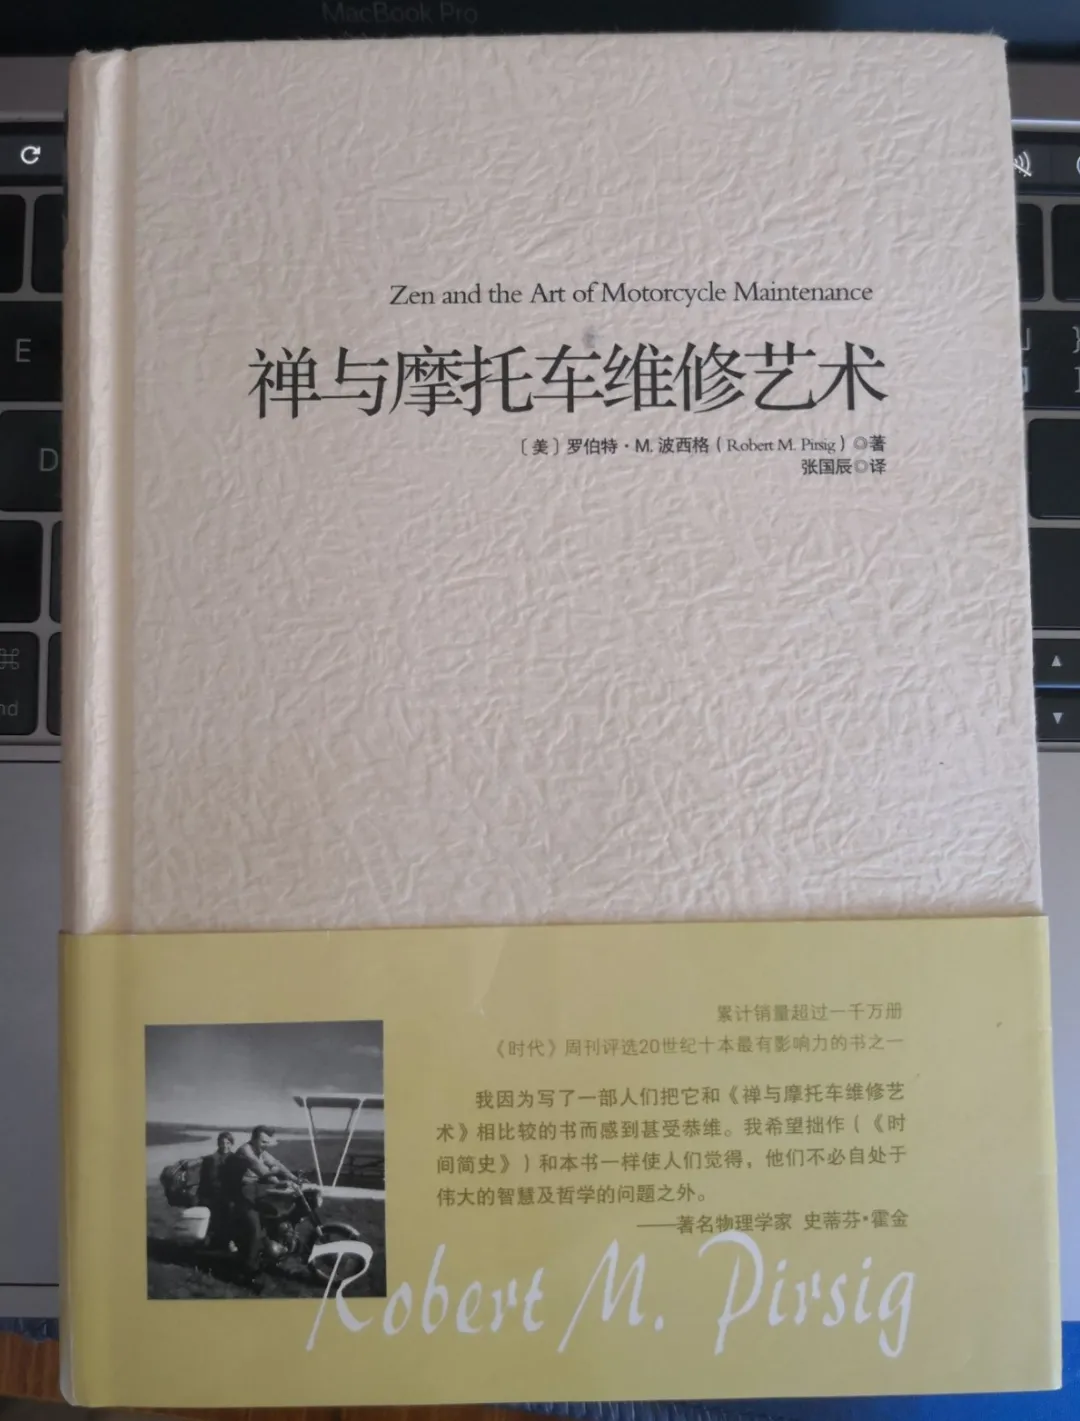 MacBook Pro
E
D
Zen and the Art of Motorcycle Maintenance
禅与摩托车维修艺术
〔美〕罗伯特·M.波西格（Robert M. Pirsig）◎著
张国辰◎译
累计销量超过一千万册
《时代》周刊评选20世纪十本最有影响力的书之一
我因为写了一部人们把它和《禅与摩托车维修艺
术》相比较的书而感到甚受恭维。我希望拙作（《时
间简史》）和本书一样使人们觉得，他们不必自处于
伟大的智慧及哲学的问题之外。
——著名物理学家 史蒂芬·霍金
Robert M. Pirsig